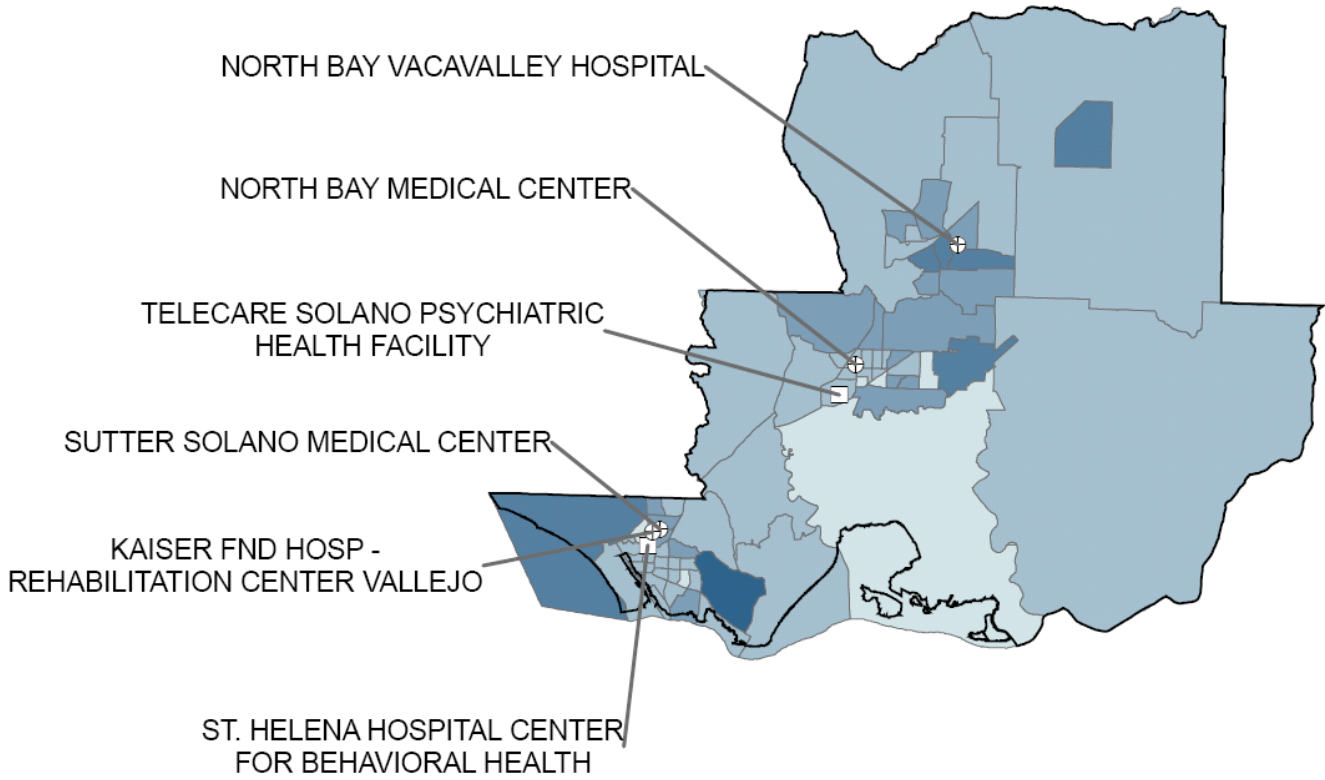 NORTH BAY VACAVALLEY HOSPITAL
NORTH BAY MEDICAL CENTER
TELECARE SOLANO PSYCHIATRIC
HEALTH FACILITY
SUTTER SOLANO MEDICAL CENTER
KAISER FND HOSP -
REHABILITATION CENTER VALLEJO
ST. HELENA HOSPITAL CENTER
FOR BEHAVIORAL HEALTH